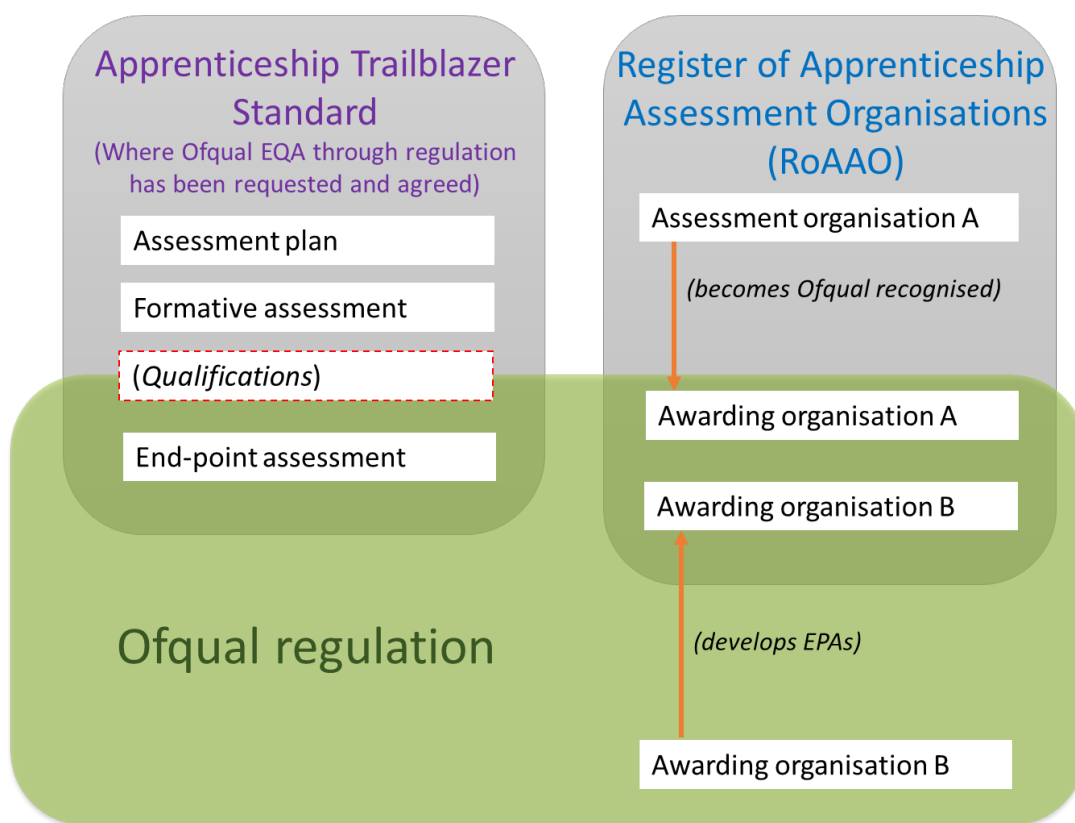 Apprenticeship Trailblazer
Standard
(Where Ofqual EQA through regulation
has been requested and agreed)
Assessment plan
Formative assessment
(Qualifications)
End-point assessment
Register of Apprenticeship
Assessment Organisations
(RoAAO)
Assessment organisation A
(becomes Ofqual recognised)
Awarding organisation A
Awarding organisation B
Ofqual regulation
(develops EPAs)
Awarding organisation B